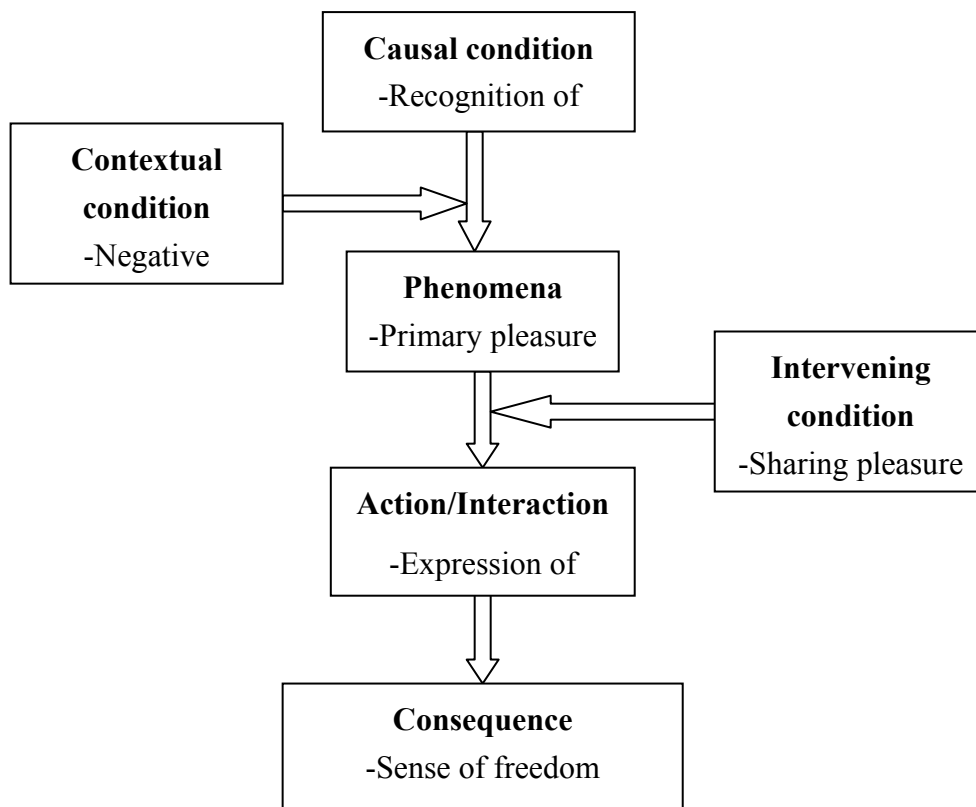 Causal condition
-Recognition of
Contextual
condition
-Negative
Phenomena
-Primary pleasure
Intervening
condition
-Sharing pleasure
Action/Interaction
-Expression of
Consequence
-Sense of freedom